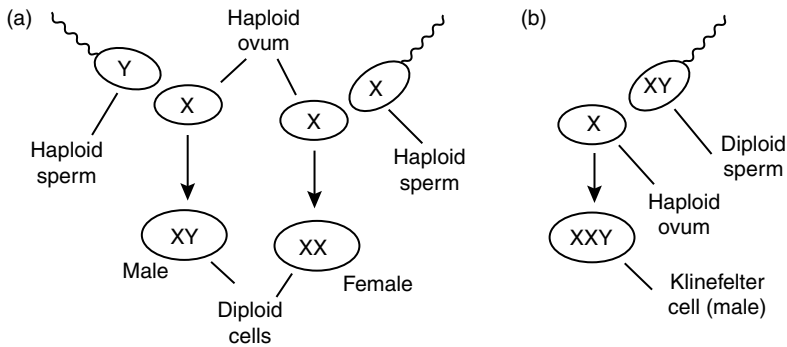 (a)
Haploid
ovum
Y
X
X
X
Haploid
sperm
Haploid
sperm
XY
XX
Male
Female
Diploid
cells
(b)
XY
X
Diploid
sperm
Haploid
ovum
XXY
Klinefelter
cell (male)